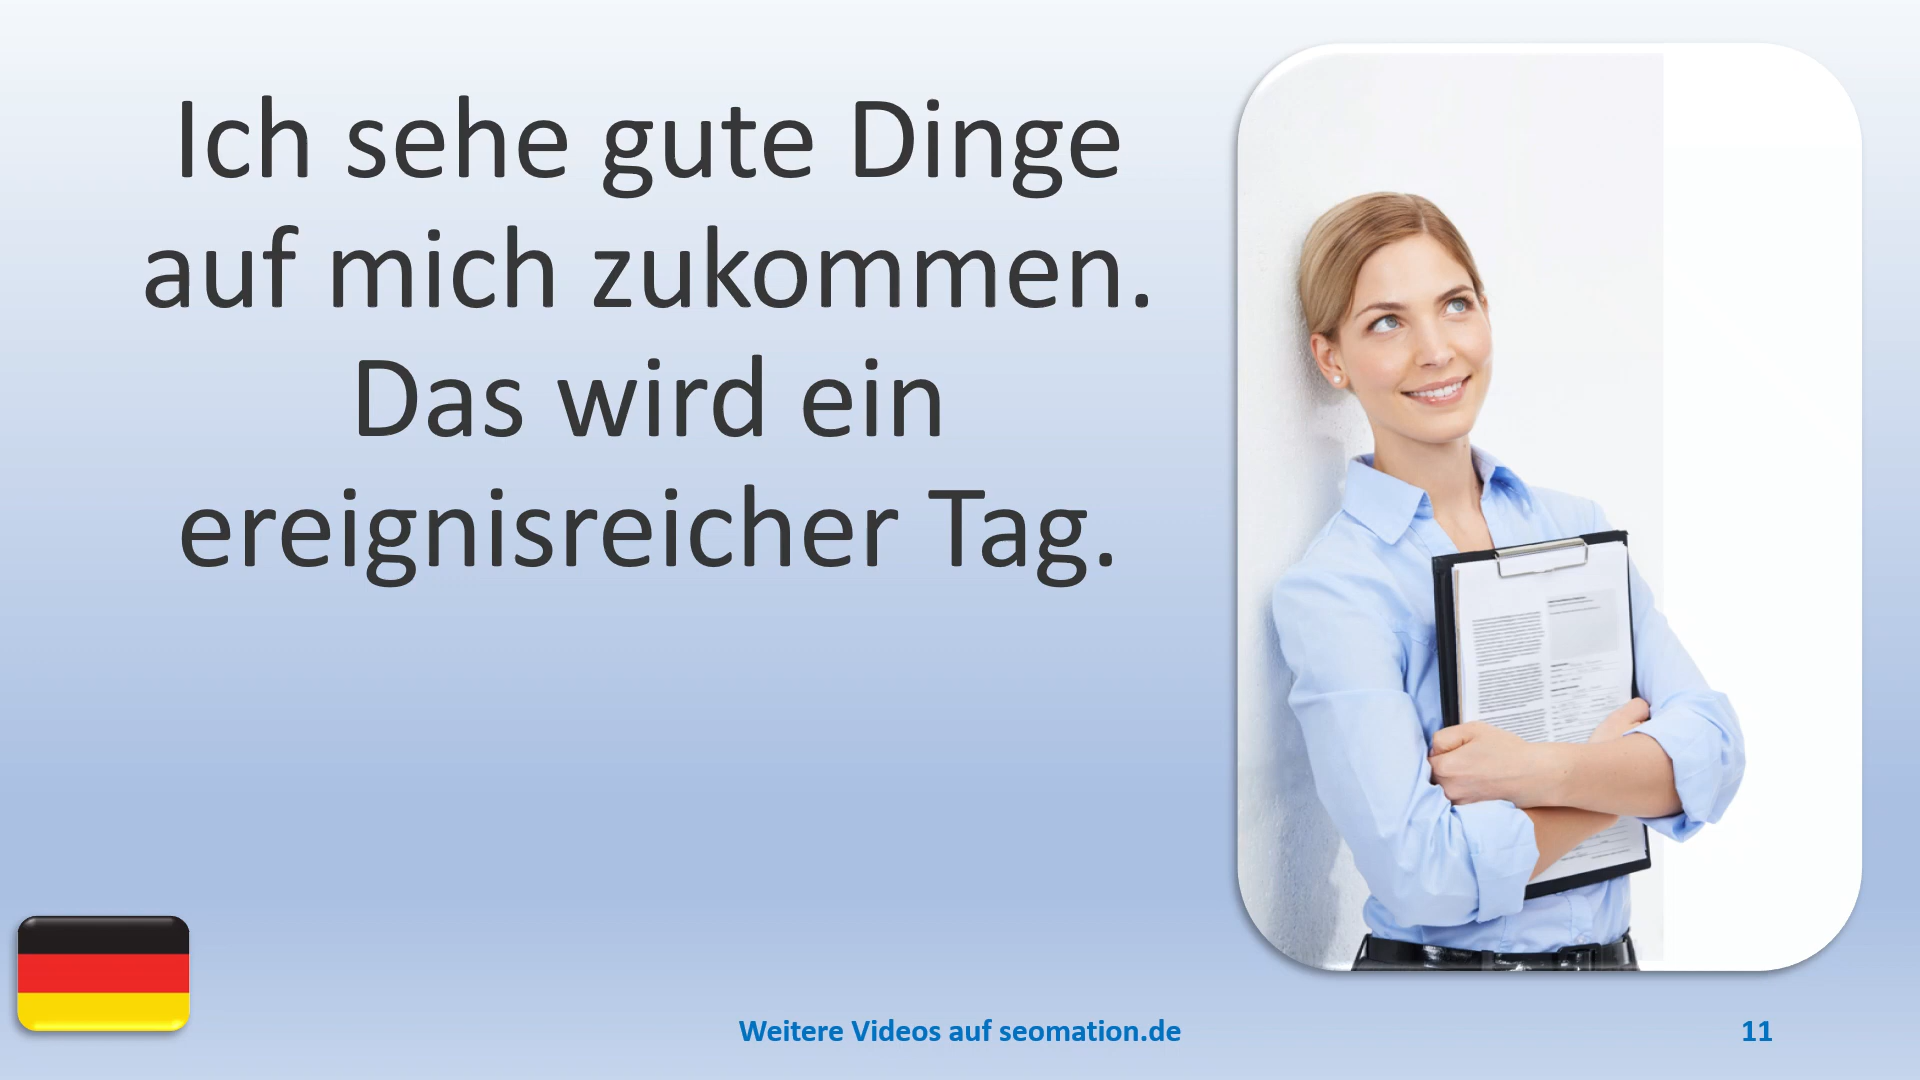 Ich sehe gute Dinge
auf mich zukommen.
Das wird ein
ereignisreicher Tag.
Weitere Videos auf seomation.de
11